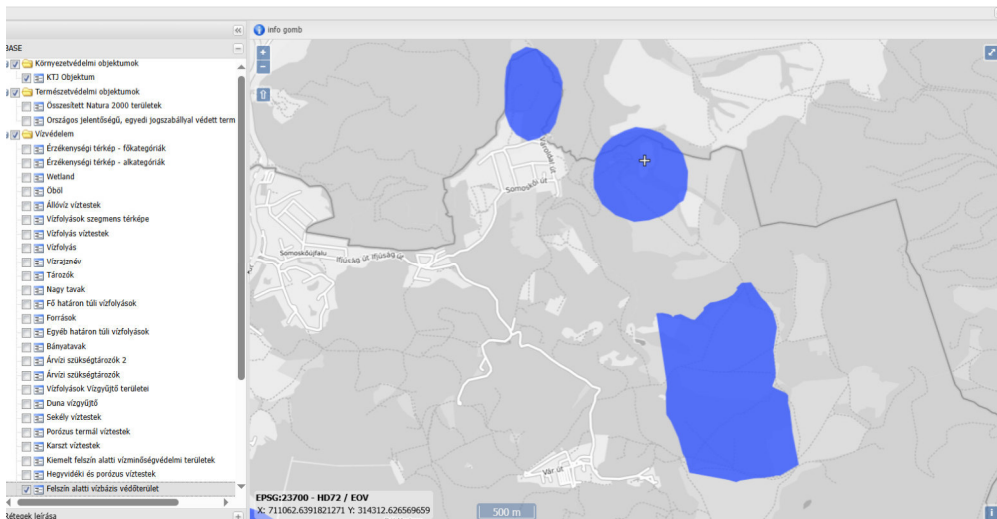 info gomb
BASE
Környezetvédelmi objektumok
KTJ Objektum
Természetvédelmi objektumok
Összesített Natura 2000 területek
Országos jelentőségű, egyedi jogszabállyal védett term
Vízvédelem
Érzékenységi térkép - főkategóriák
Érzékenységi térkép - alkategóriák
Wetland
Öböl
Állóvíz víztestek
Vízfolyások szegmens térképe
Vízfolyás víztestek
Vízfolyás
Vízrajznév
Tározók
Nagy tavak
Fő határon túli vízfolyások
Források
Egyéb határon túli vízfolyások
Bányatavak
Árvízi szükségtározók 2
Árvízi szükségtározók
Vízfolyások Vízgyűjtő területei
Duna vízgyűjtő
Sekély víztestek
Porózus termál víztestek
Karszt víztestek
Kiemelt felszín alatti vízminőségvédelmi területek
Hegyvidéki és porózus víztestek
Felszín alatti vízbázis védőterület
Rétegek leírása
Váraljai út
Somoskői út
Somoskőújfalu
Ifjúság út Ifjúság út
Vár út
EPSG:23700 - HD72 / EOV
X: 711062.6391821271 Y: 314312.626569659
500 m